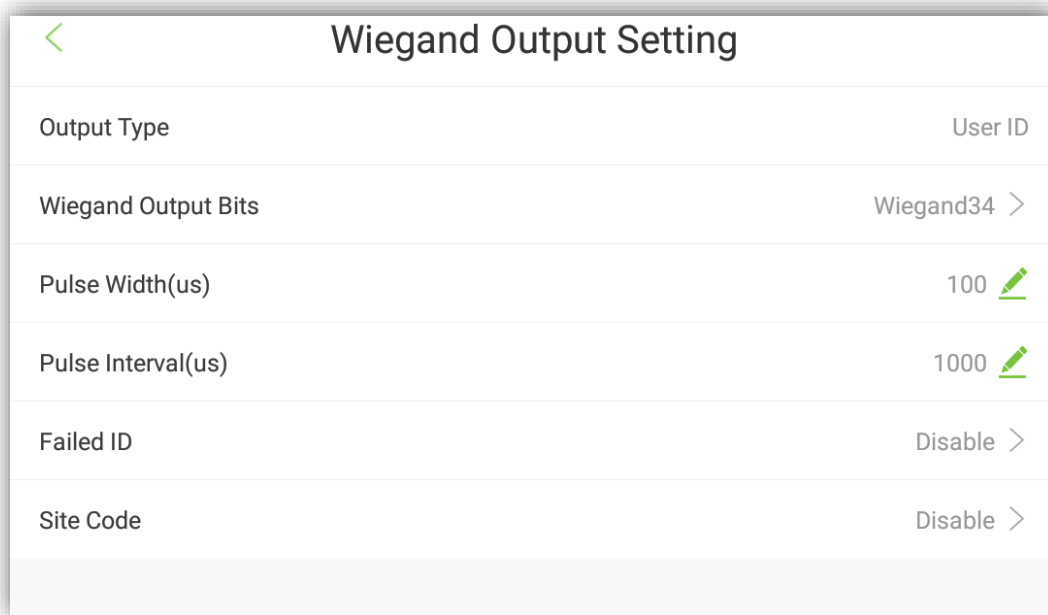 Wiegand Output Setting
Output Type User ID
Wiegand Output Bits Wiegand34
Pulse Width(us) 100
Pulse Interval(us) 1000
Failed ID Disable
Site Code Disable